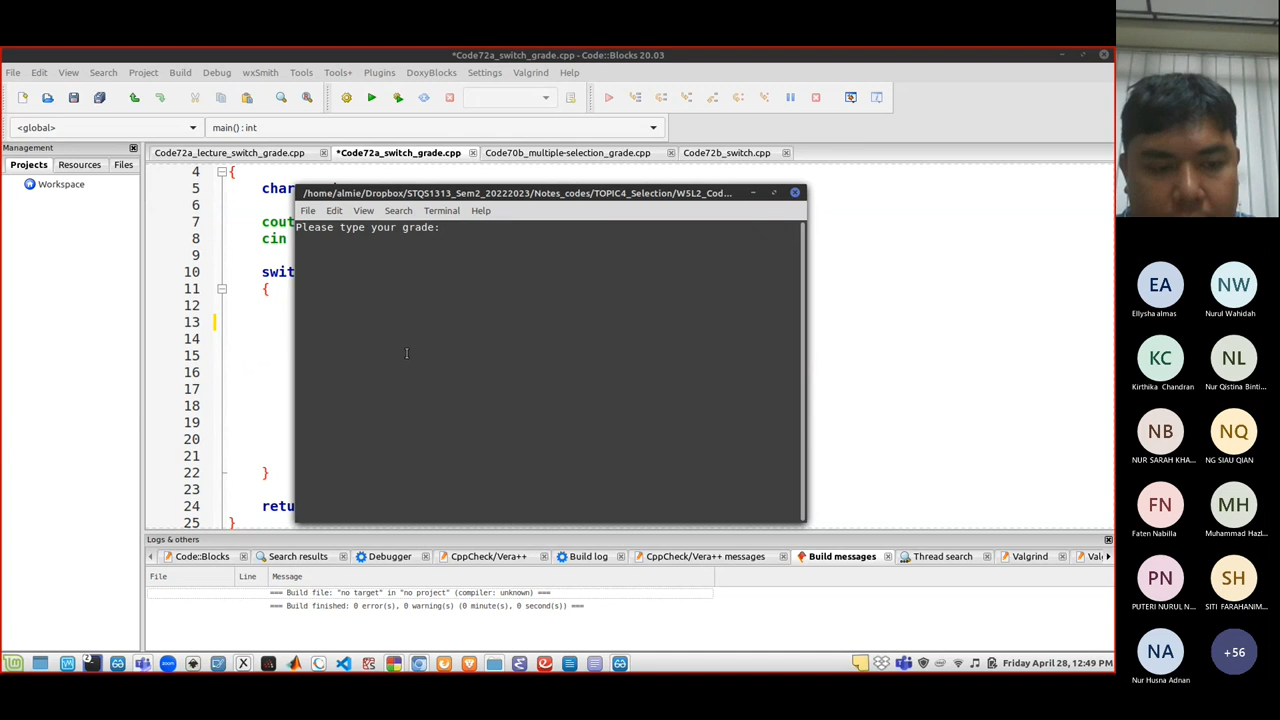 *Code72a_switch_grade.cpp - Code::Blocks 20.03
File Edit View Search Project Build Debug wxSmith Tools Tools+ Plugins DoxyBlocks Settings Valgrind Help
<global> main() : int
Management
Projects Resources Files
Workspace
Code72a_lecture_switch_grade.cpp *Code72a_switch_grade.cpp Code70b_multiple-selection_grade.cpp Code72b_switch.cpp
4 {
5 char
6
7 cout
8 cin
9
10 swit
11 {
12
13
14
15
16
17
18
19
20
21
22 }
23
24 retu
25 }
/home/almie/Dropbox/STQS1313_Sem2_20222023/Notes_codes/TOPIC4_Selection/W5L2_Cod...
File Edit View Search Terminal Help
Please type your grade:
Logs & others
Code::Blocks Search results Debugger CppCheck/Vera++ Build log CppCheck/Vera++ messages Build messages Thread search Valgrind Val
File Line Message
=== Build file: "no target" in "no project" (compiler: unknown) ===
=== Build finished: 0 error(s), 0 warning(s) (0 minute(s), 0 second(s)) ===
zoom
Friday April 28, 12:49 PM
EA NW
Ellysha almas Nurul Wahidah
KC NL
Kirthika Chandran Nur Qistina Binti...
NB NQ
NUR SARAH KHA... NG SIAU QIAN
FN MH
Faten Nabilla Muhammad Hazi...
PN SH
PUTERI NURUL N... SITI FARAHANIM...
NA +56
Nur Husna Adnan